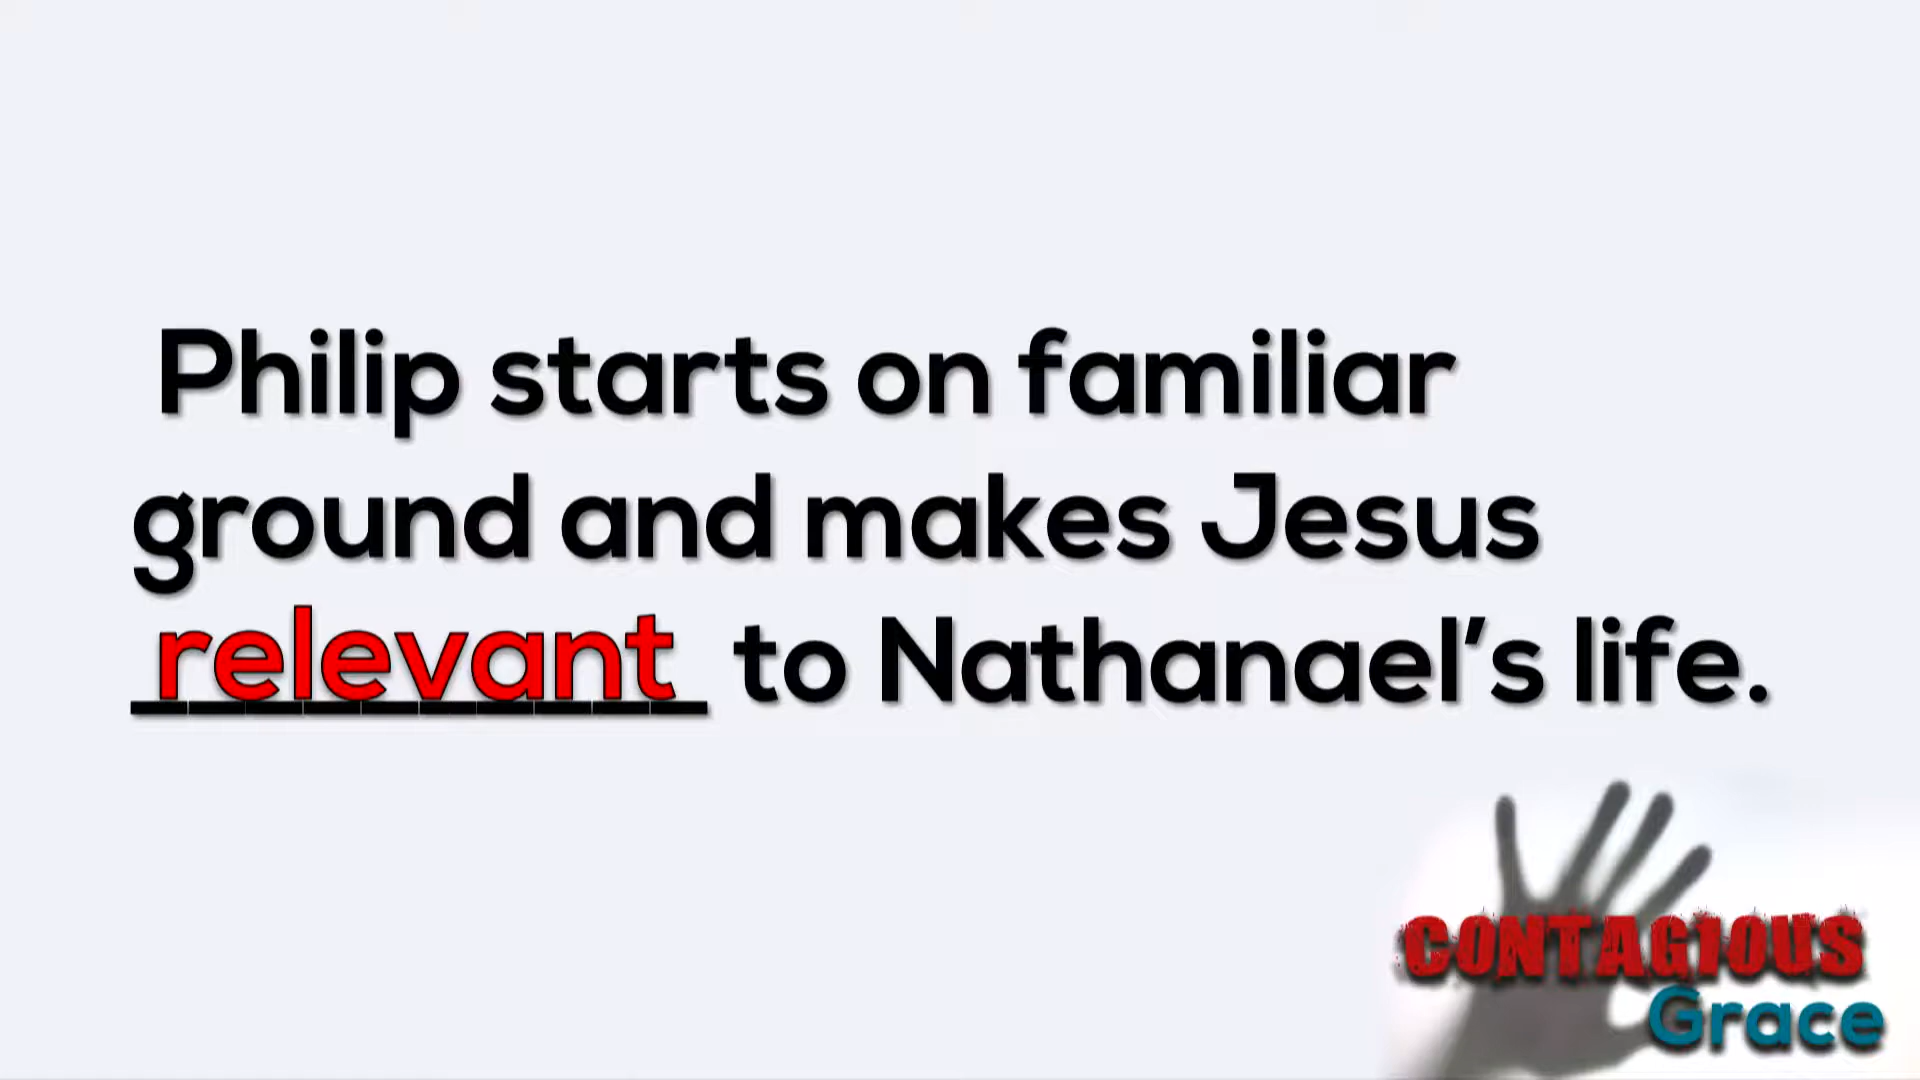 Philip starts on familiar
ground and makes Jesus
relevant to Nathanael’s life.
CONTAGIOUS
Grace